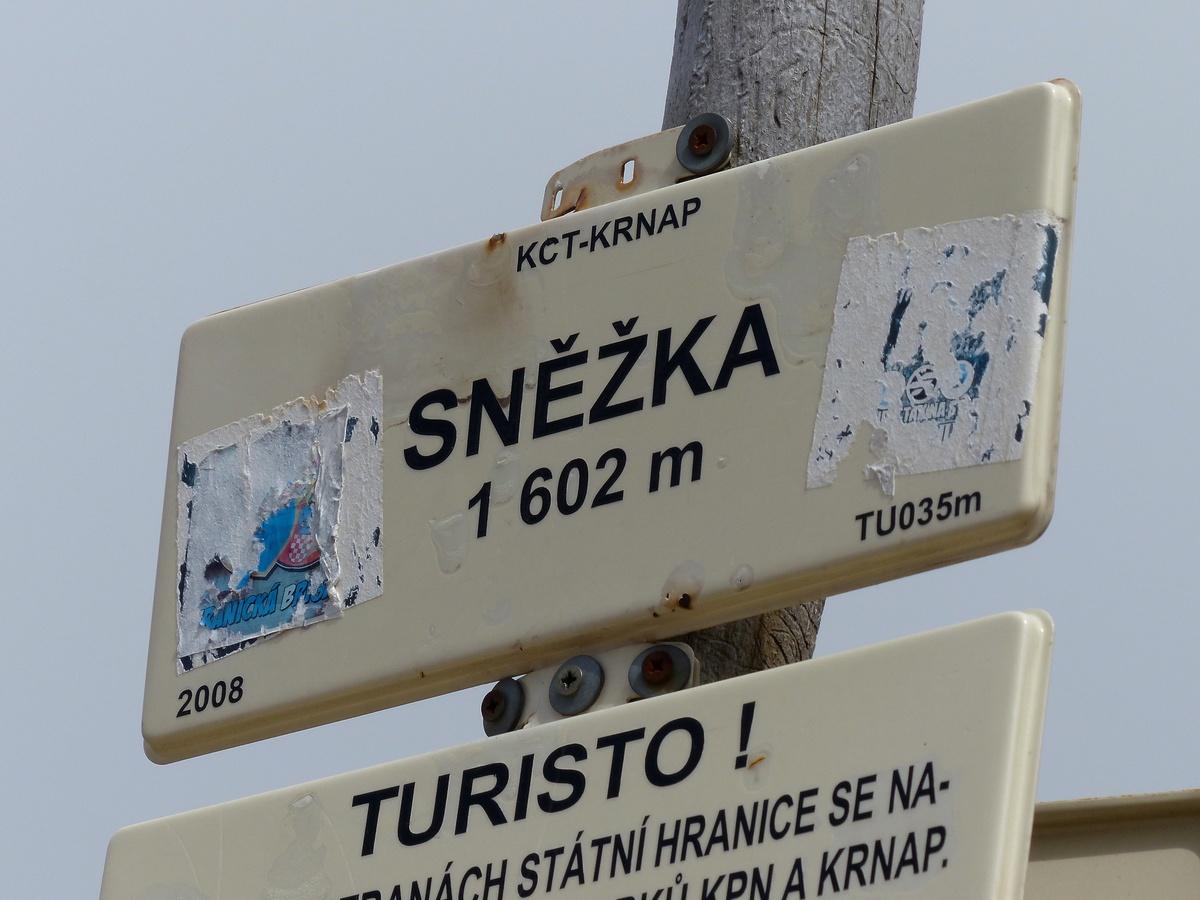 KCT-KRNAP
SNĚŽKA
1 602 m
TU035m
2008
TURISTO !
STÁTNÍ HRANICE SE NA-
KPN A KRNAP.